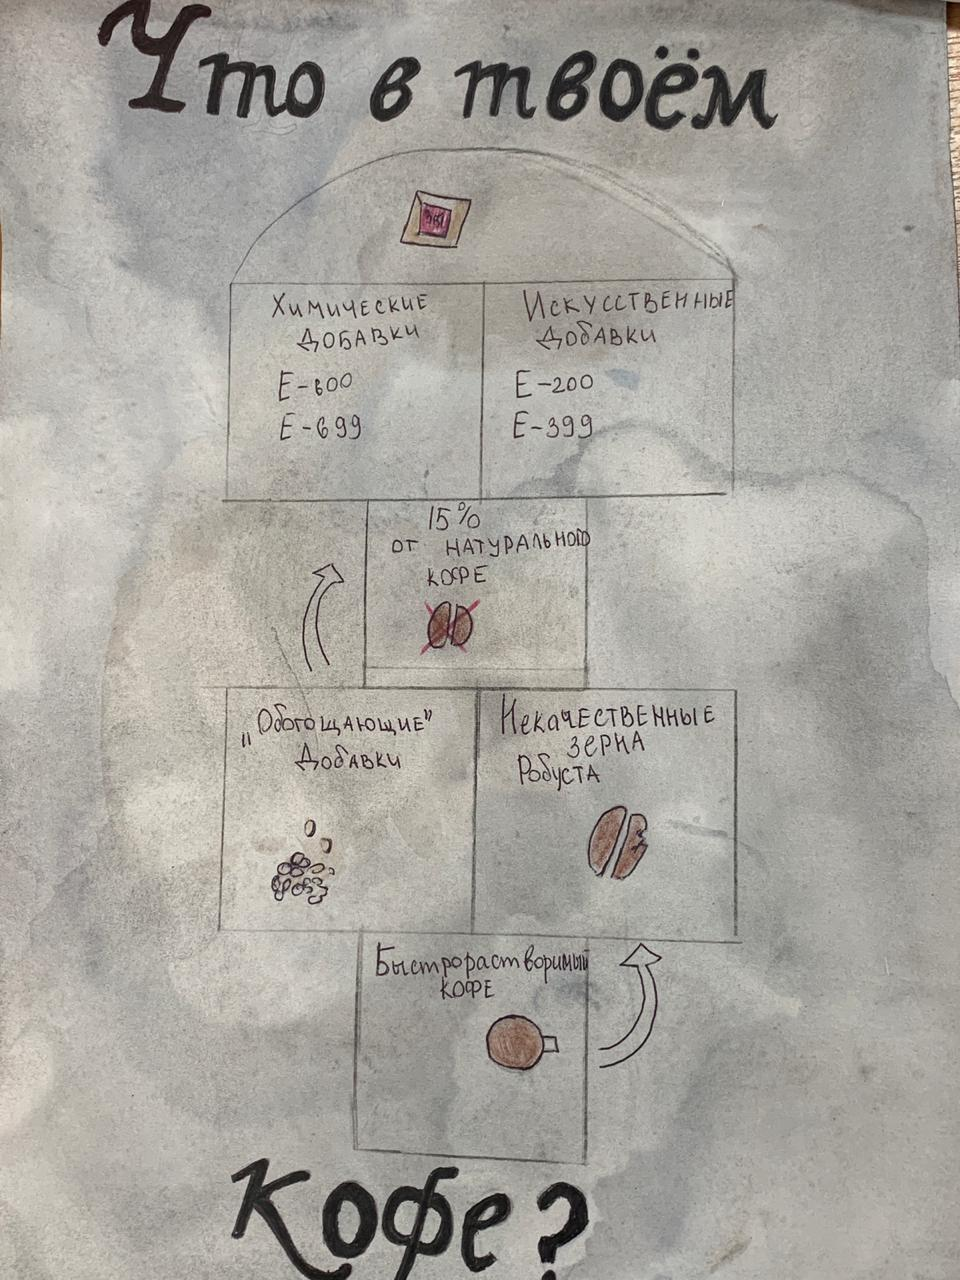 Что в твоём
Химические
добавки
Е-600
Е-699
Искусственные
добавки
Е-200
Е-399
15%
от натурального
кофе
„Обогощающие”
Добавки
Некачественные
зерна
Робуста
Быстрорастворимый
кофе
Кофе?